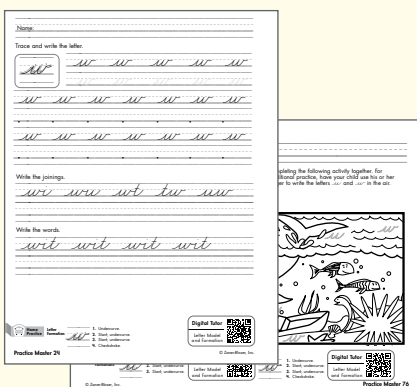 Name:
Trace and write the letter.
w
w w w w w w
w w w w w w
w w w w w w w
w w w w w w w
Write the joinings.
wi wu wt tw uw
Write the words.
wit wit wit wit
Home Practice
Letter Formation
w
1. Undercurve.
2. Slant, undercurve.
3. Slant, undercurve.
4. Checkstroke.
Digital Tutor
Letter Model and Formation
Practice Master 24
© Zaner-Bloser, Inc.
completing the following activity together. For
itional practice, have your child use his or her
er to write the letters u and w in the air.
w
w
1. Undercurve.
2. Slant, undercurve.
3. Slant, undercurve.
4. Checkstroke.
Digital Tutor
Letter Model and Formation
© Zaner-Bloser, Inc.
Practice Master 76